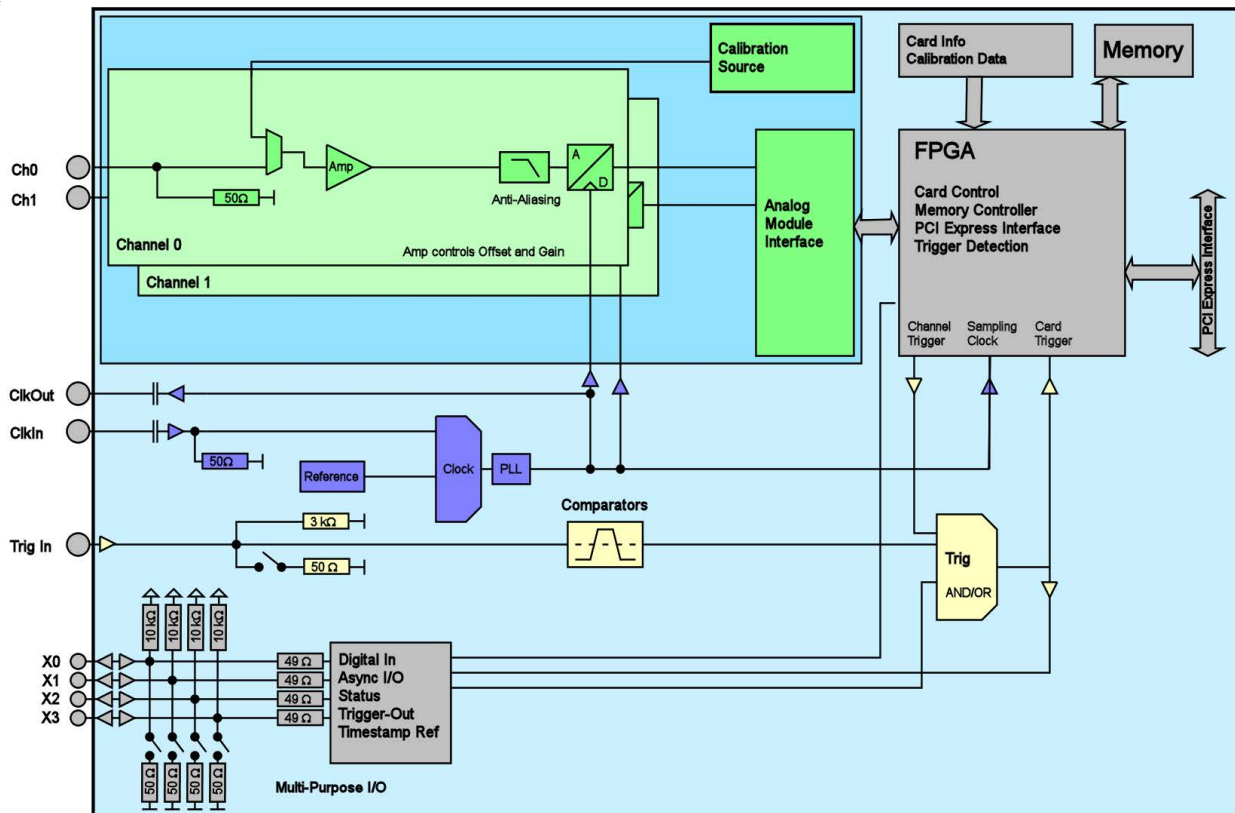 Calibration
Source
Card Info
Calibration Data
Memory
Ch0
Ch1
Amp
50Ω
Anti-Aliasing
A
D
Channel 0
Amp controls Offset and Gain
Channel 1
Analog
Module
Interface
FPGA
Card Control
Memory Controller
PCI Express Interface
Trigger Detection
Channel
Trigger
Sampling
Clock
Card
Trigger
PCI Express Interface
ClkOut
ClkIn
50Ω
Reference
Clock
PLL
Trig In
3 kΩ
50 Ω
Comparators
Trig
AND/OR
10 kΩ
10 kΩ
10 kΩ
10 kΩ
X0
X1
X2
X3
49 Ω
49 Ω
49 Ω
49 Ω
Digital In
Async I/O
Status
Trigger-Out
Timestamp Ref
50 Ω
50 Ω
50 Ω
50 Ω
Multi-Purpose I/O